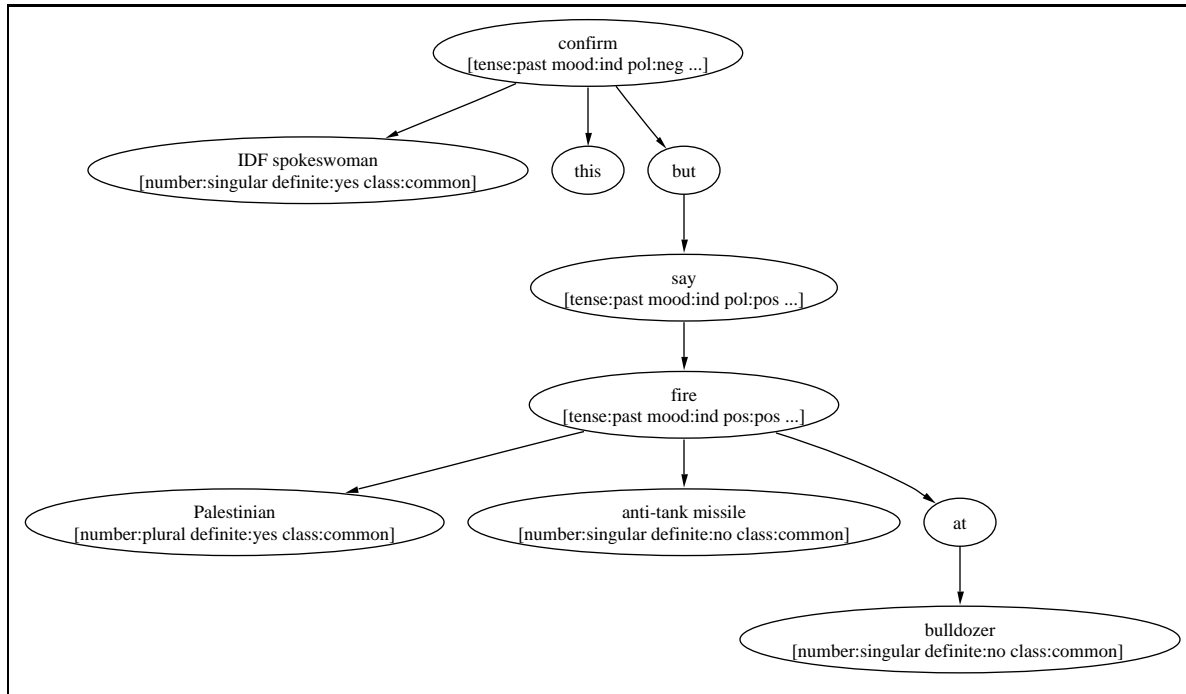 confirm
[tense:past mood:ind pol:neg ...]
IDF spokeswoman
[number:singular definite:yes class:common]
this
but
say
[tense:past mood:ind pol:pos ...]
fire
[tense:past mood:ind pos:pos ...]
Palestinian
[number:plural definite:yes class:common]
anti-tank missile
[number:singular definite:no class:common]
at
bulldozer
[number:singular definite:no class:common]